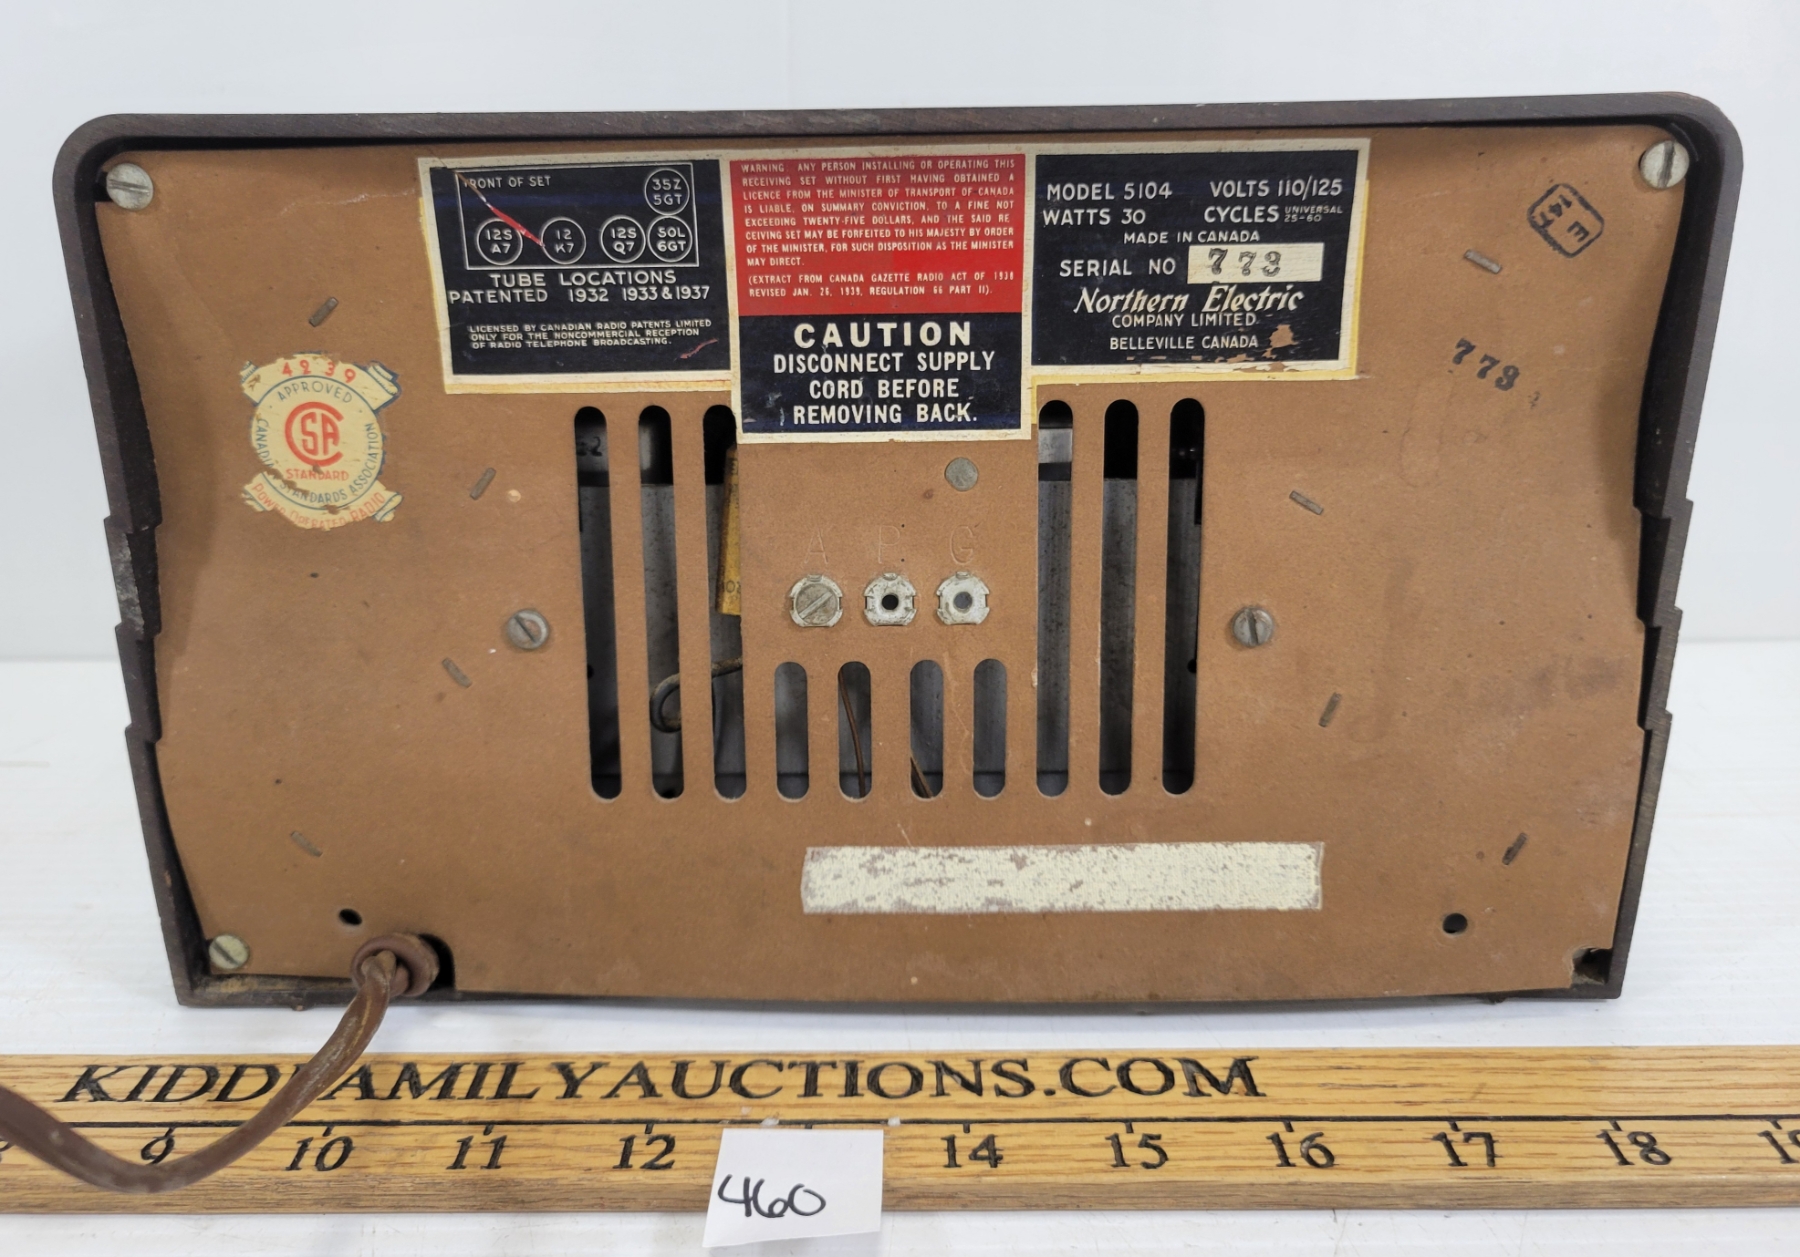 FRONT OF SET
35Z
5GT
12S
A7
12
K7
12S
Q7
50L
6GT
TUBE LOCATIONS
PATENTED 1932 1933 & 1937
LICENSED BY CANADIAN RADIO PATENTS LIMITED
ONLY FOR THE NONCOMMERCIAL RECEPTION
OF RADIO TELEPHONE BROADCASTING.
WARNING ANY PERSON INSTALLING OR OPERATING THIS
RECEIVING SET WITHOUT FIRST HAVING OBTAINED A
LICENCE FROM THE MINISTER OF TRANSPORT OF CANADA
IS LIABLE, ON SUMMARY CONVICTION, TO A FINE NOT
EXCEEDING TWENTY-FIVE DOLLARS, AND THE SAID RE
CEIVING SET MAY BE FORFEITED TO HIS MAJESTY BY ORDER
OF THE MINISTER, FOR SUCH DISPOSITION AS THE MINISTER
MAY DIRECT.
(EXTRACT FROM CANADA GAZETTE RADIO ACT OF 1938
REVISED JAN. 26, 1939, REGULATION 66 PART II).
CAUTION
DISCONNECT SUPPLY
CORD BEFORE
REMOVING BACK.
MODEL 5104 VOLTS 110/125
WATTS 30 CYCLES UNIVERSAL
25-60
MADE IN CANADA
SERIAL NO 773
Northern Electric
COMPANY LIMITED
BELLEVILLE CANADA
E
147
773
4239
APPROVED
CSA
STANDARD
CANADIAN STANDARDS ASSOCIATION
POWER OPERATED RADIO
A P G
KIDDFAMILYAUCTIONS.COM
9 10 11 12 14 15 16 17 18 19
460